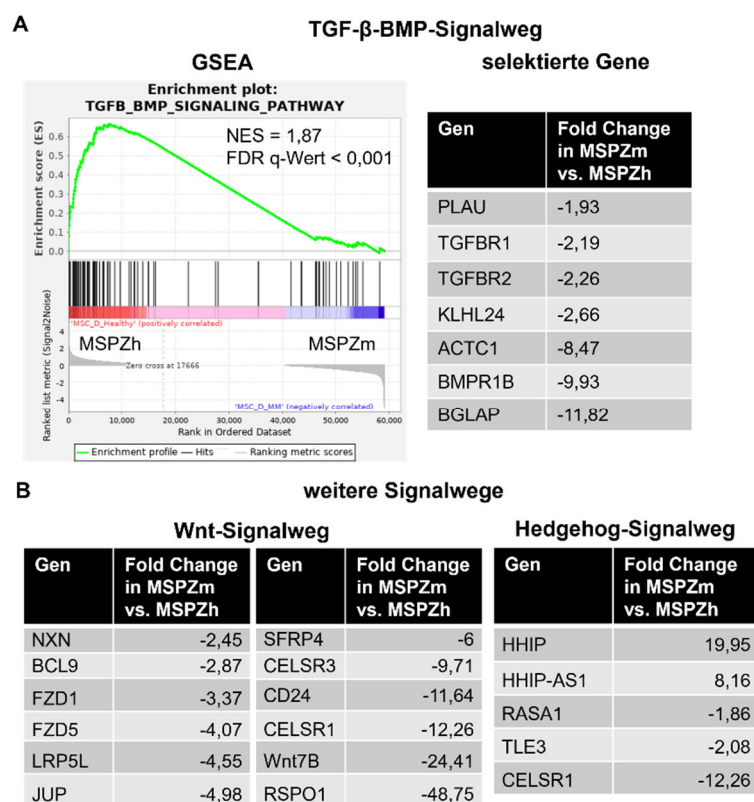 A
TGF-β-BMP-Signalweg
GSEA
Enrichment plot:
TGFB_BMP_SIGNALING_PATHWAY
NES = 1,87
FDR q-Wert < 0,001
Enrichment score (ES)
0.6
0.5
0.4
0.3
0.2
0.1
0.0
'MSC_D_Healthy' (positively correlated)
MSPZh
MSPZm
Zero cross at 17666
'MSC_D_MM' (negatively correlated)
Ranked list metric (Signal2Noise)
4
2
0
-2
-4
0
10,000
20,000
30,000
40,000
50,000
60,000
Rank in Ordered Dataset
Enrichment profile
Hits
Ranking metric scores
selektierte Gene
Gen Fold Change
in MSPZm
vs. MSPZh
PLAU -1,93
TGFBR1 -2,19
TGFBR2 -2,26
KLHL24 -2,66
ACTC1 -8,47
BMPR1B -9,93
BGLAP -11,82
B
weitere Signalwege
Wnt-Signalweg
Gen Fold Change
in MSPZm
vs. MSPZh
NXN -2,45
BCL9 -2,87
FZD1 -3,37
FZD5 -4,07
LRP5L -4,55
JUP -4,98
Gen Fold Change
in MSPZm
vs. MSPZh
SFRP4 -6
CELSR3 -9,71
CD24 -11,64
CELSR1 -12,26
Wnt7B -24,41
RSPO1 -48,75
Hedgehog-Signalweg
Gen Fold Change
in MSPZm
vs. MSPZh
HHIP 19,95
HHIP-AS1 8,16
RASA1 -1,86
TLE3 -2,08
CELSR1 -12,26